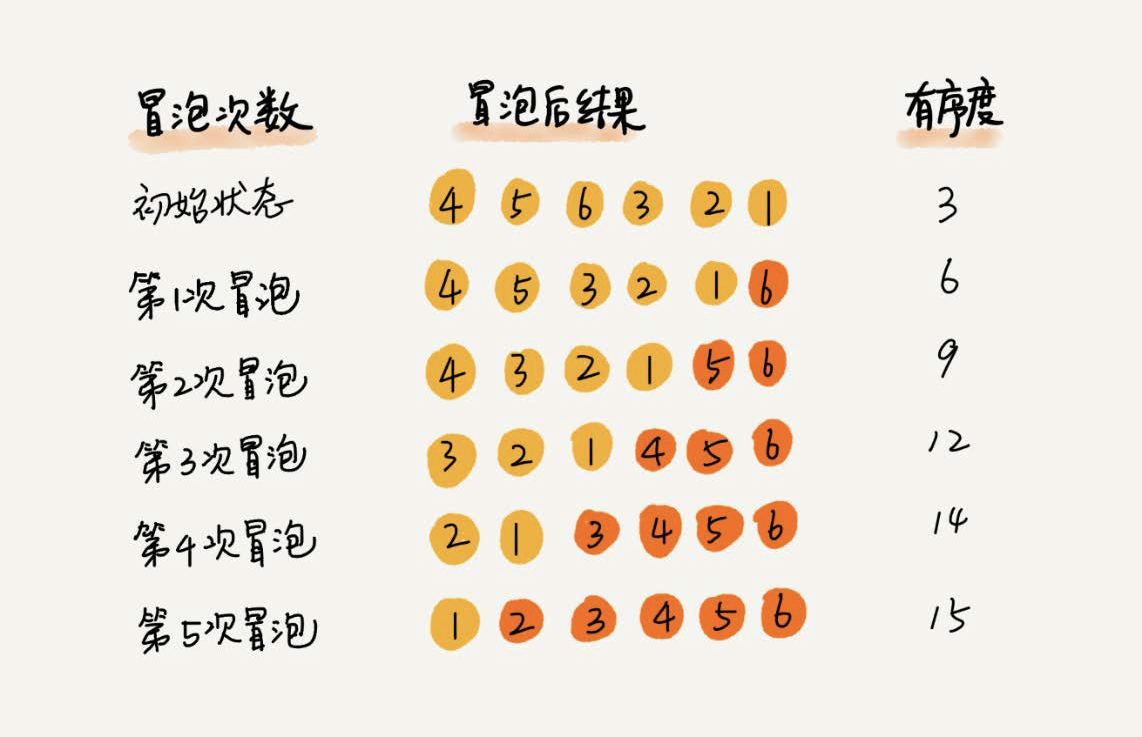 冒泡次数 冒泡后结果 有序度
初始状态 4 5 6 3 2 1 3
第1次冒泡 4 5 3 2 1 6 6
第2次冒泡 4 3 2 1 5 6 9
第3次冒泡 3 2 1 4 5 6 12
第4次冒泡 2 1 3 4 5 6 14
第5次冒泡 1 2 3 4 5 6 15